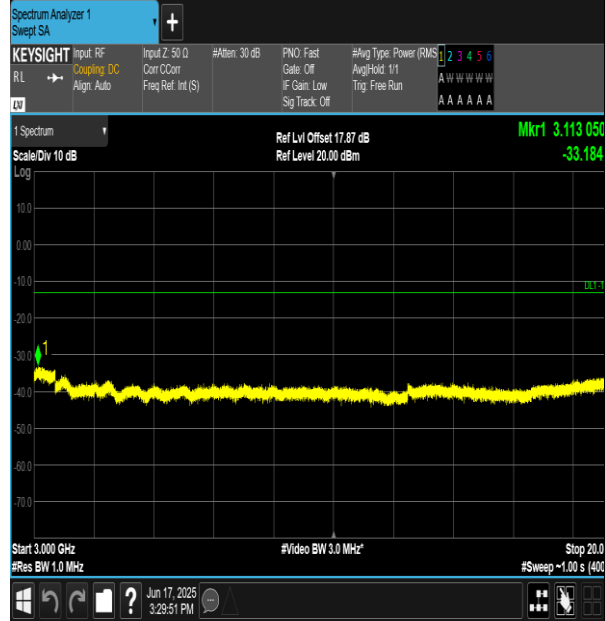 Spectrum Analyzer 1
Swept SA
+
KEYSIGHT Input: RF Input Z: 50 Ω #Atten: 30 dB PNO: Fast #Avg Type: Power (RMS 1 2 3 4 5 6
RL Coupling: DC Corr CCorr Gate: Off Avg|Hold: 1/1 A W W W W W
Align: Auto Freq Ref: Int (S) IF Gain: Low Trig: Free Run
LXI Sig Track: Off A A A A A A
1 Spectrum Ref Lvl Offset 17.87 dB Mkr1 3.113 050
Scale/Div 10 dB Ref Level 20.00 dBm -33.184
Log
10.0
0.00
-10.0
DL1 -1
-20.0
-30.0
1
-40.0
-50.0
-60.0
-70.0
Start 3.000 GHz #Video BW 3.0 MHz* Stop 20.0
#Res BW 1.0 MHz #Sweep ~1.00 s (400
? Jun 17, 2025
3:29:51 PM